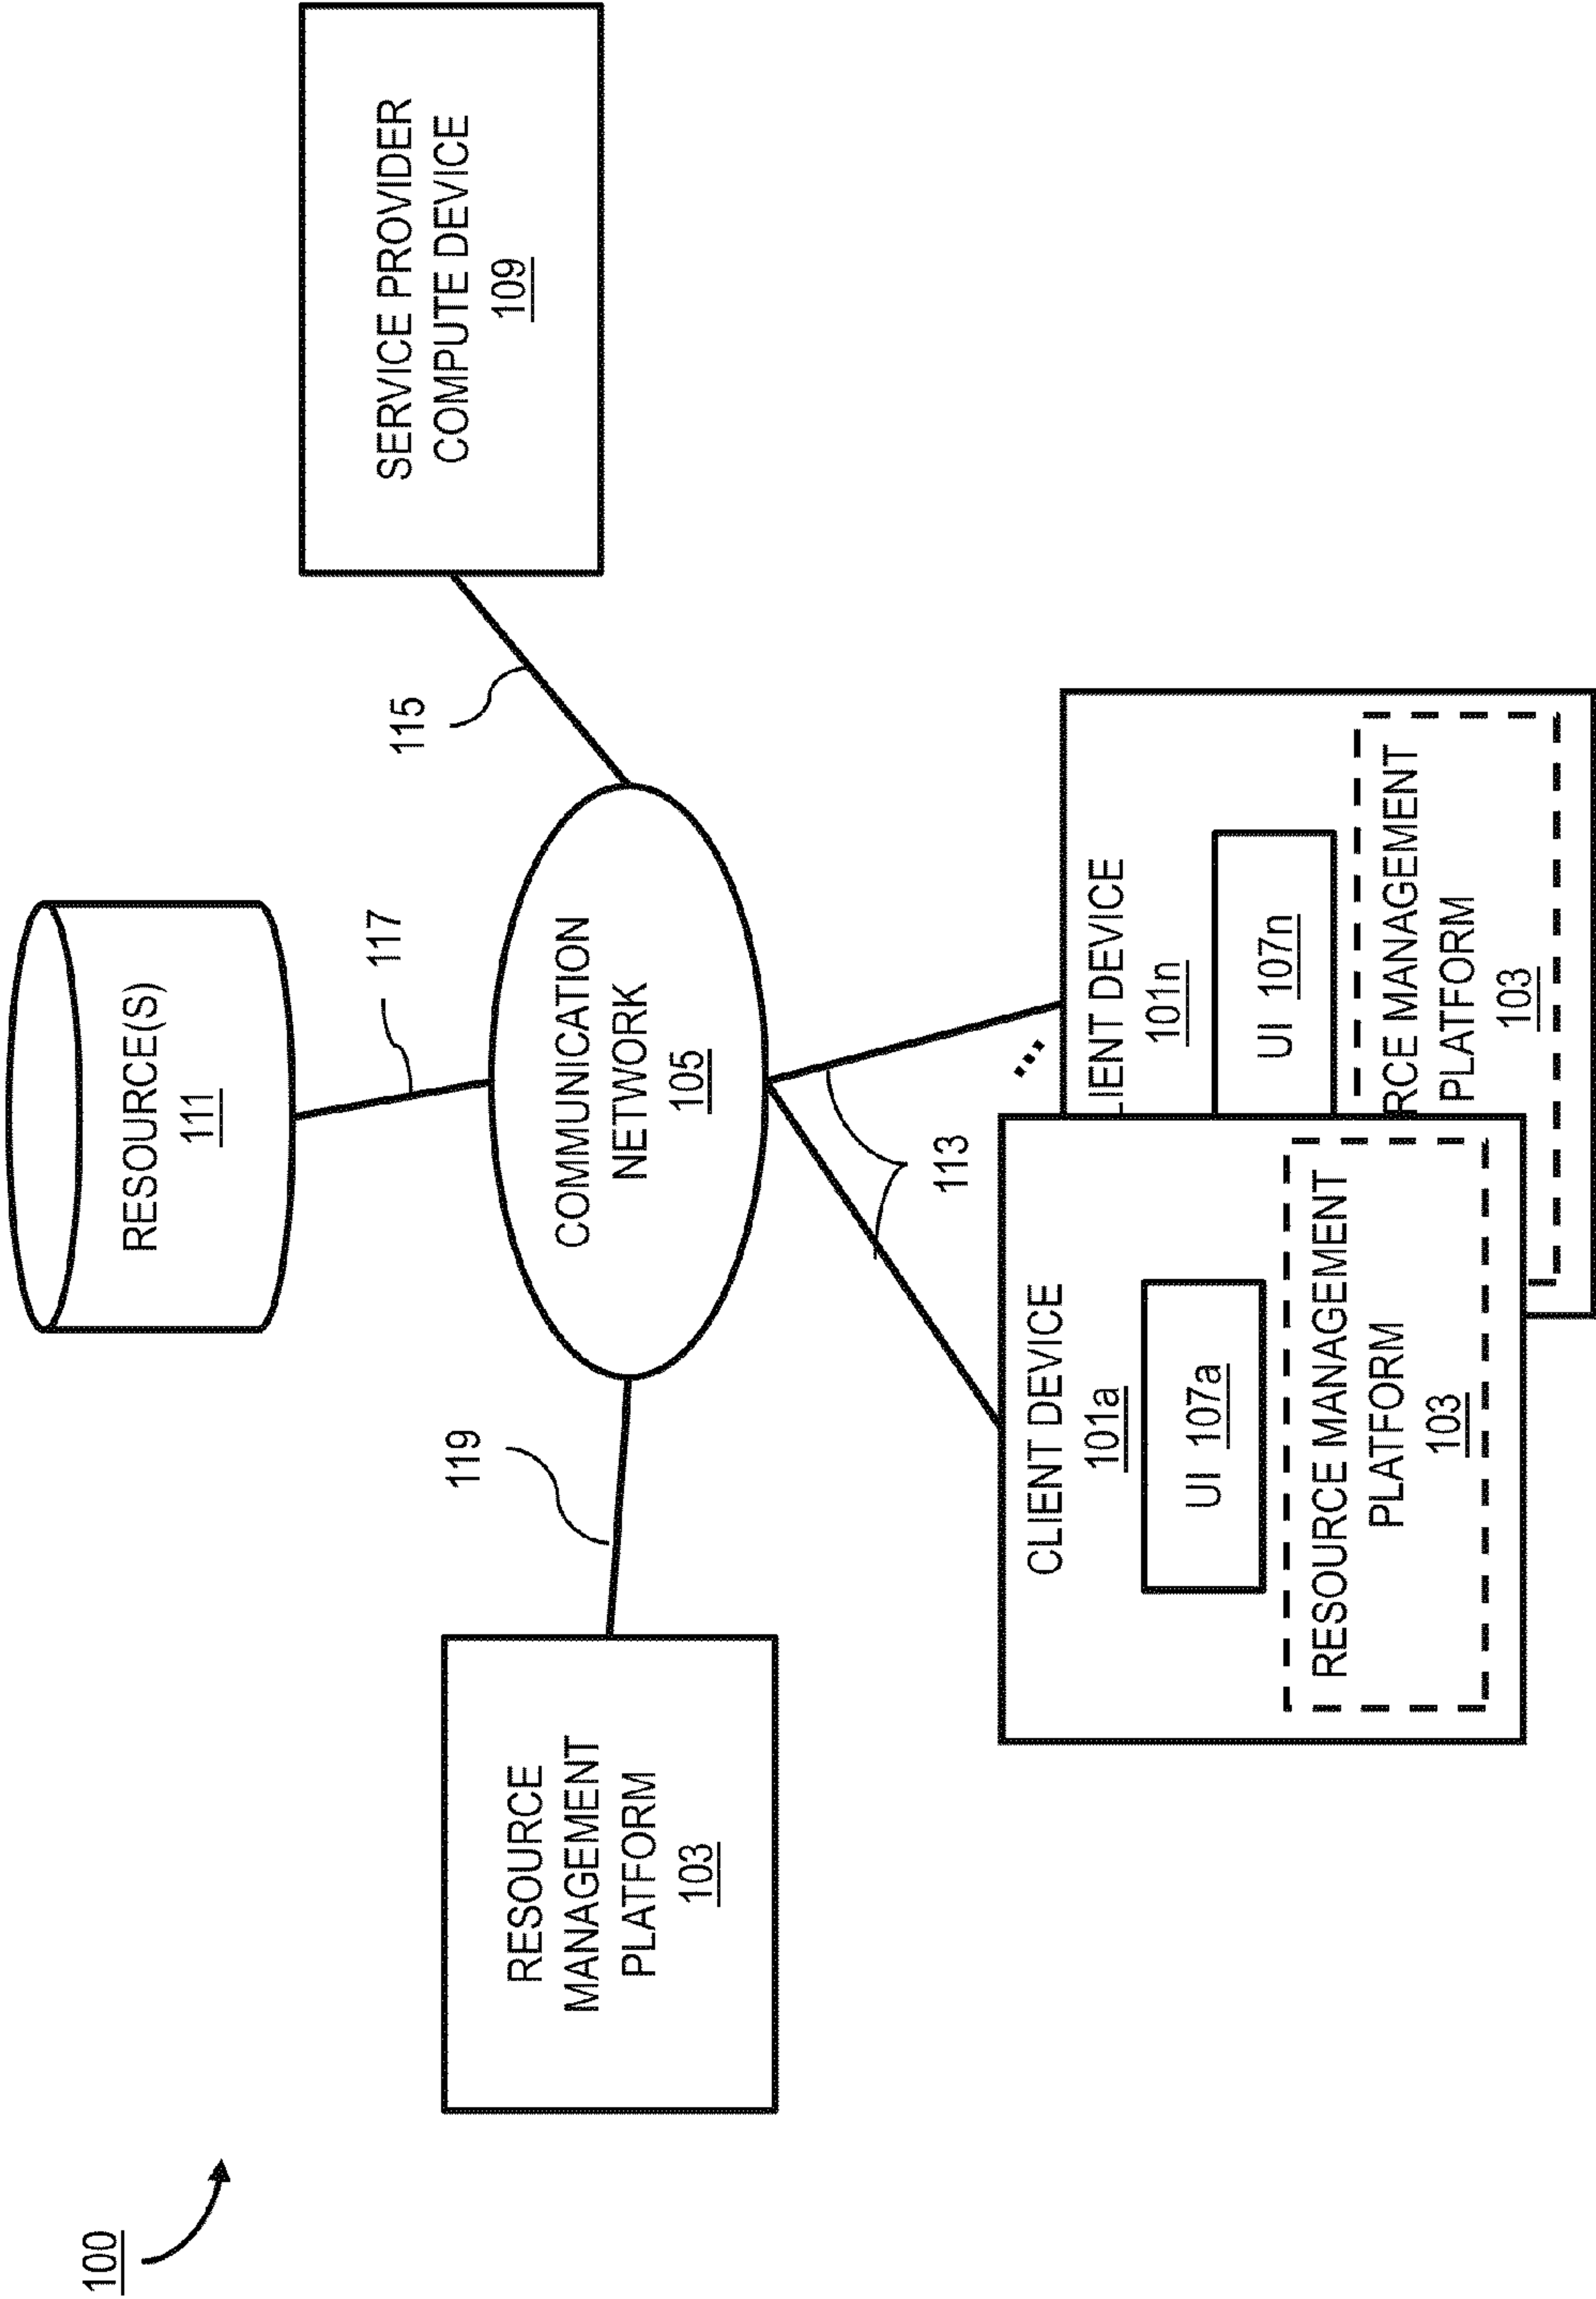 100
RESOURCE(S)
111
117
SERVICE PROVIDER
COMPUTE DEVICE
109
115
119
COMMUNICATION
NETWORK
105
RESOURCE
MANAGEMENT
PLATFORM
103
113
...
CLIENT DEVICE
101a
UI 107a
RESOURCE MANAGEMENT
PLATFORM
103
LIENT DEVICE
101n
UI 107n
RCE MANAGEMENT
PLATFORM
103